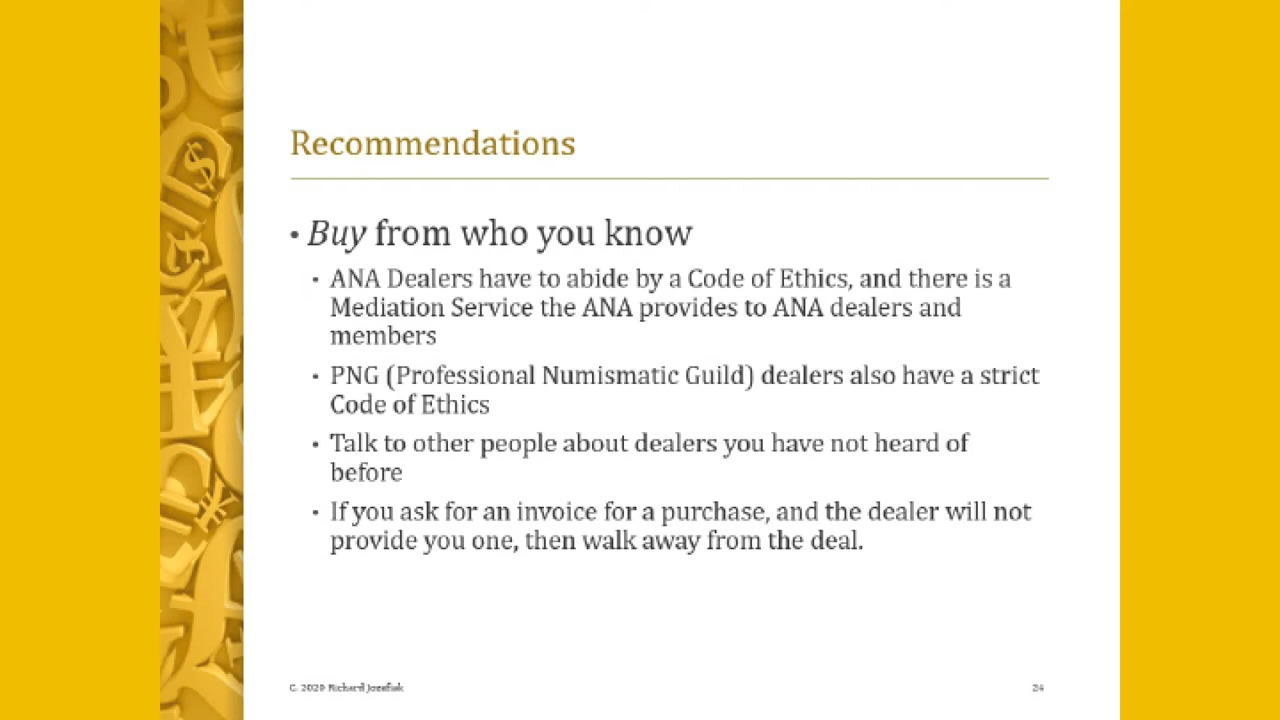 Recommendations
• Buy from who you know
• ANA Dealers have to abide by a Code of Ethics, and there is a
Mediation Service the ANA provides to ANA dealers and
members
• PNG (Professional Numismatic Guild) dealers also have a strict
Code of Ethics
• Talk to other people about dealers you have not heard of
before
• If you ask for an invoice for a purchase, and the dealer will not
provide you one, then walk away from the deal.
C. 2020 Richard Jozefiak
24